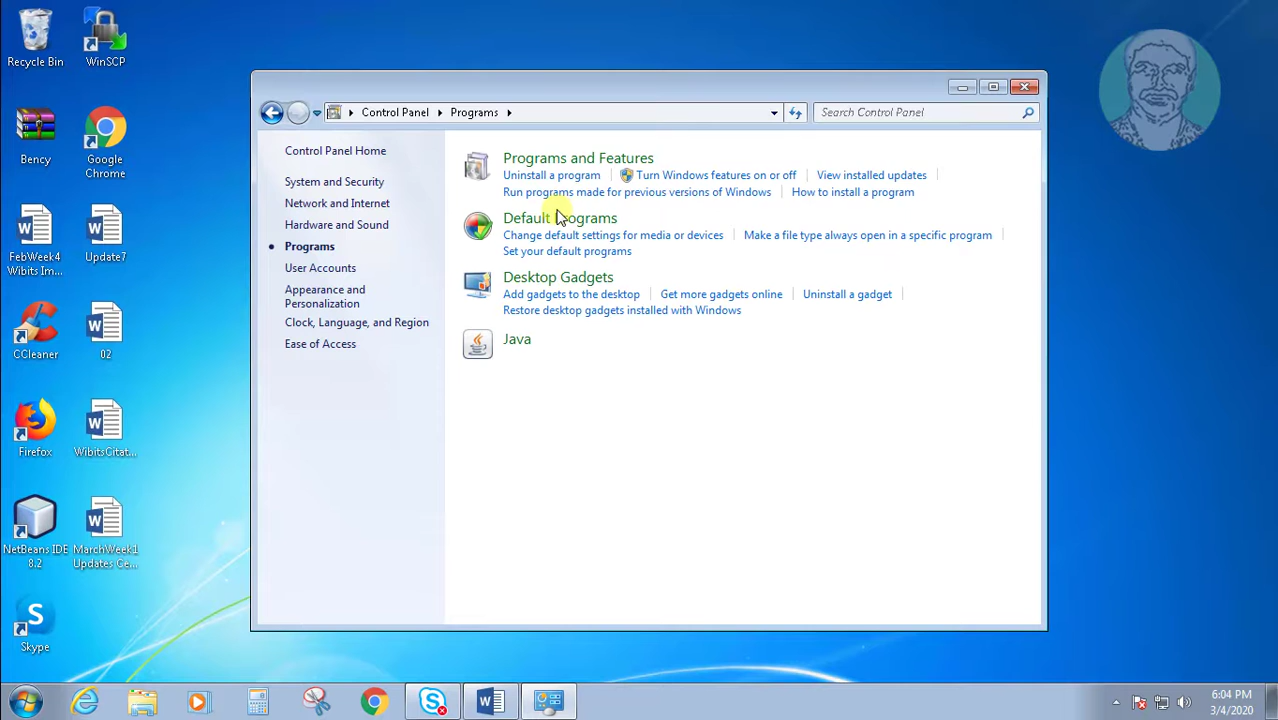 Recycle Bin
WinSCP
Bency
Google
Chrome
FebWeek4
Wibits Im...
Update7
CCleaner
02
Firefox
WibitsCitat...
NetBeans IDE
8.2
MarchWeek1
Updates Ce...
Skype
Control Panel
Programs
Search Control Panel
Control Panel Home
System and Security
Network and Internet
Hardware and Sound
Programs
User Accounts
Appearance and
Personalization
Clock, Language, and Region
Ease of Access
Programs and Features
Uninstall a program
Turn Windows features on or off
View installed updates
Run programs made for previous versions of Windows
How to install a program
Default Programs
Change default settings for media or devices
Make a file type always open in a specific program
Set your default programs
Desktop Gadgets
Add gadgets to the desktop
Get more gadgets online
Uninstall a gadget
Restore desktop gadgets installed with Windows
Java
6:04 PM
3/4/2020